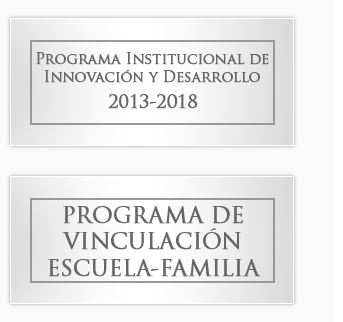 PROGRAMA INSTITUCIONAL DE
INNOVACIÓN Y DESARROLLO
2013-2018
PROGRAMA DE
VINCULACIÓN
ESCUELA-FAMILIA